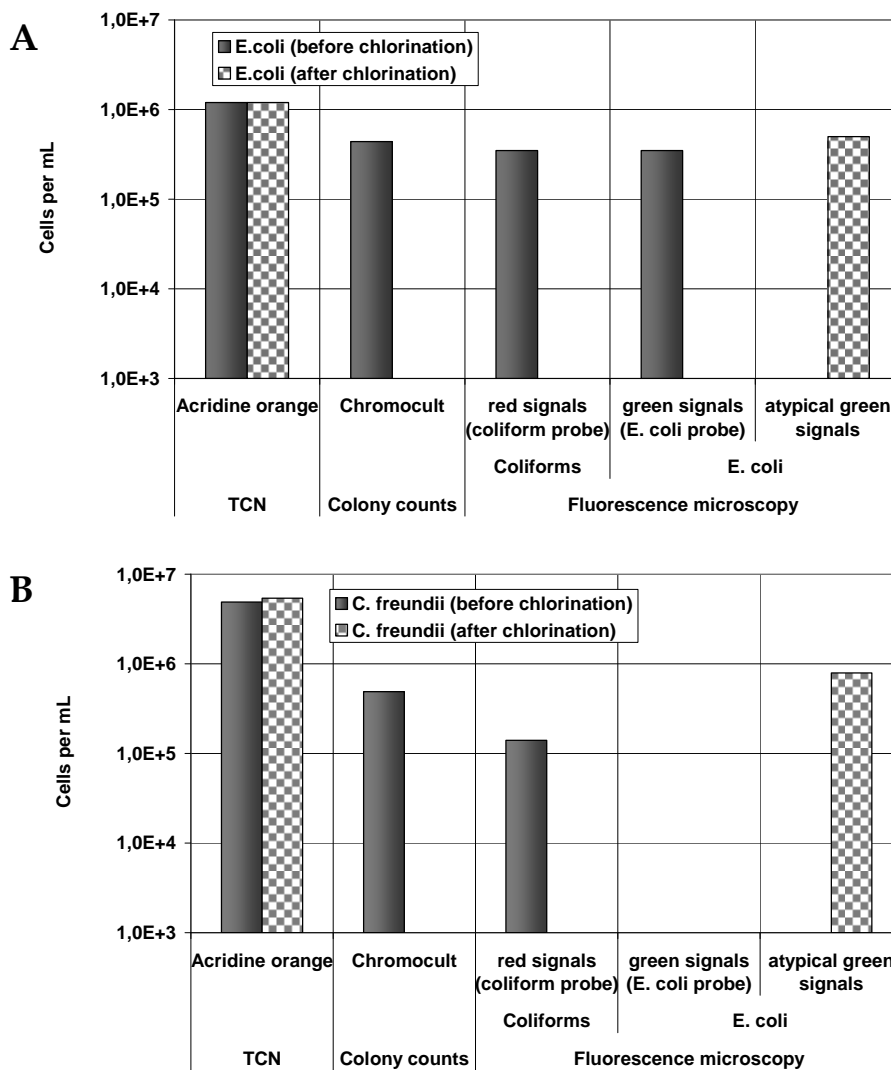 A
E.coli (before chlorination)
E.coli (after chlorination)
1,0E+7
1,0E+6
1,0E+5
1,0E+4
1,0E+3
Cells per mL
Acridine orange
Chromocult
red signals
(coliform probe)
green signals
(E. coli probe)
atypical green
signals
Coliforms
E. coli
TCN
Colony counts
Fluorescence microscopy
B
C. freundii (before chlorination)
C. freundii (after chlorination)
1,0E+7
1,0E+6
1,0E+5
1,0E+4
1,0E+3
Cells per mL
Acridine orange
Chromocult
red signals
(coliform probe)
green signals
(E. coli probe)
atypical green
signals
Coliforms
E. coli
TCN
Colony counts
Fluorescence microscopy